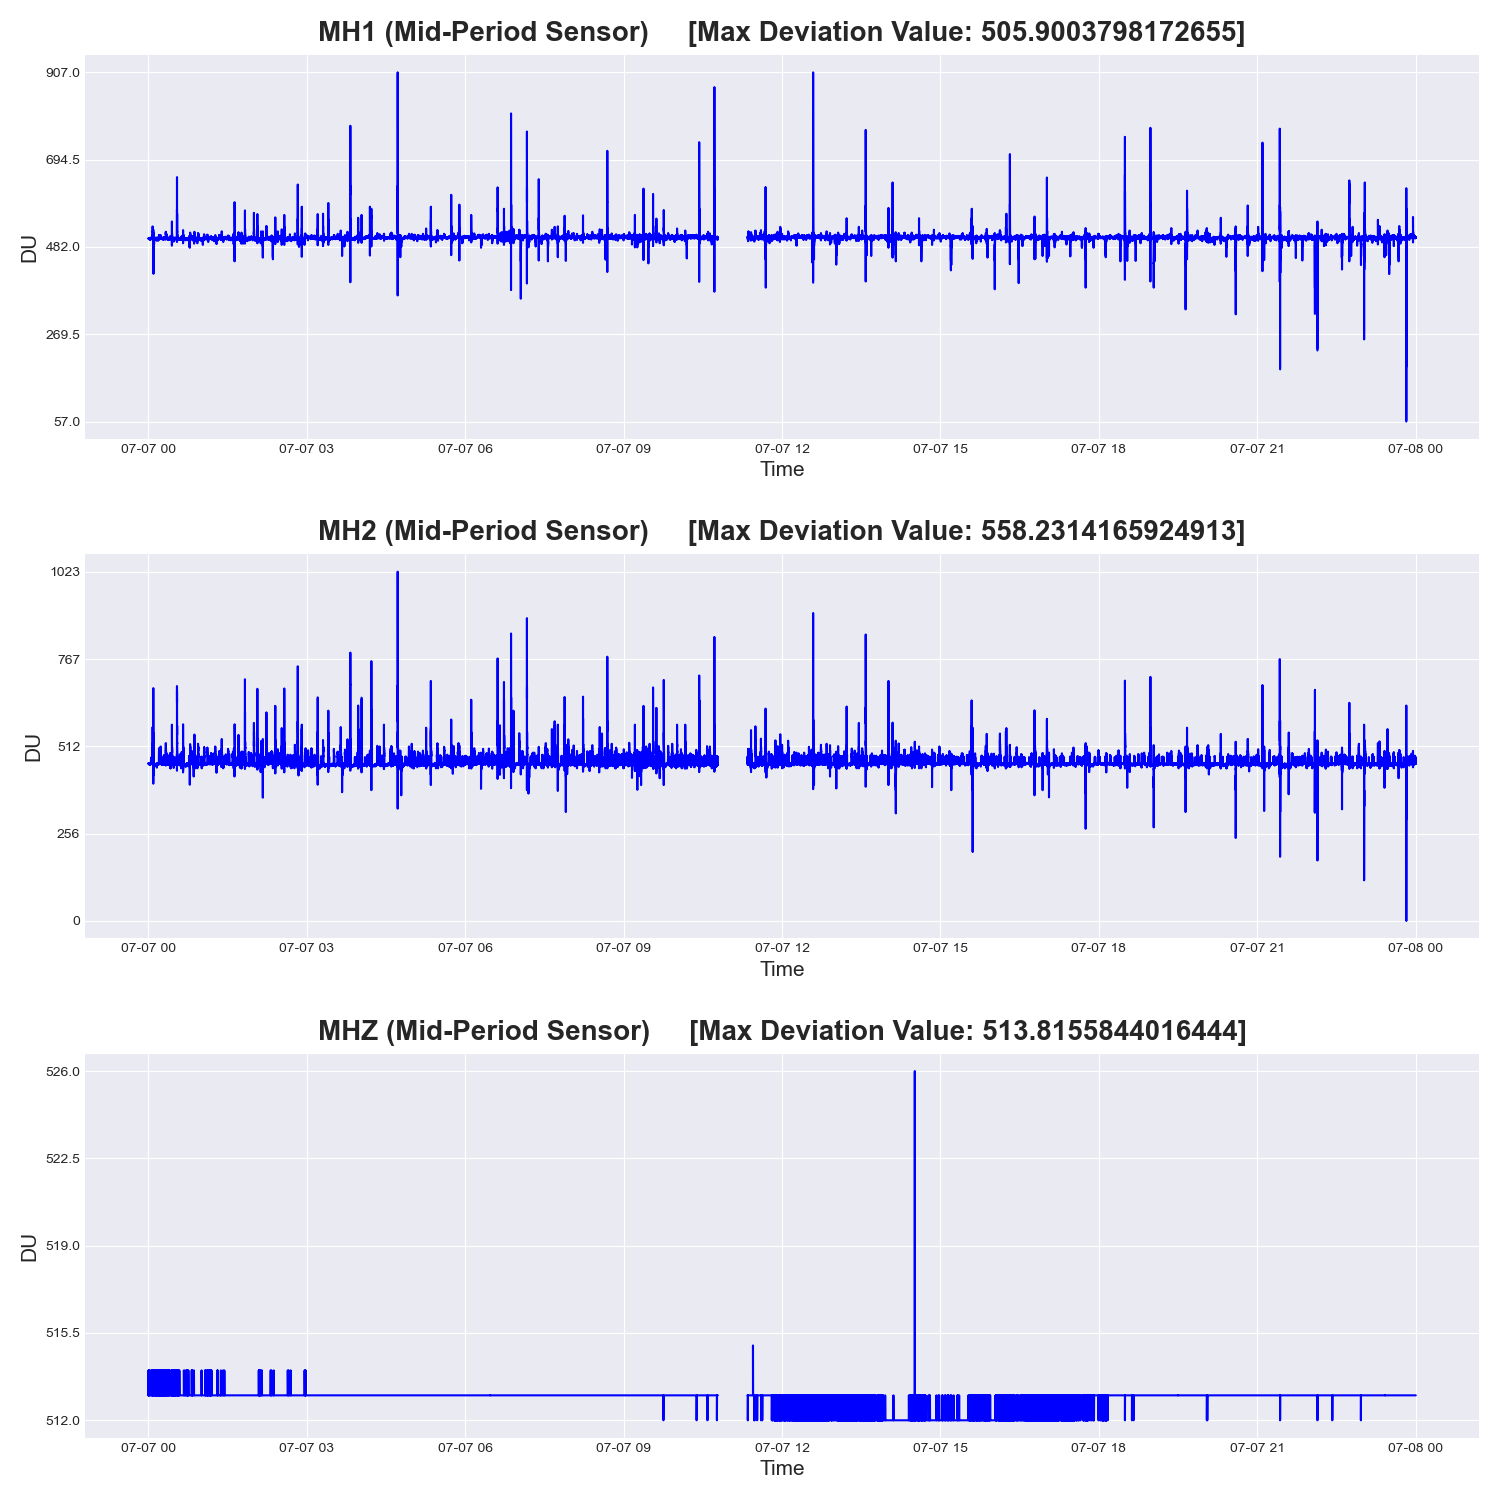 MH1 (Mid-Period Sensor) [Max Deviation Value: 505.9003798172655]
907.0
694.5
482.0
269.5
57.0
DU
07-07 00 07-07 03 07-07 06 07-07 09 07-07 12 07-07 15 07-07 18 07-07 21 07-08 00
Time
MH2 (Mid-Period Sensor) [Max Deviation Value: 558.2314165924913]
1023
767
512
256
0
DU
07-07 00 07-07 03 07-07 06 07-07 09 07-07 12 07-07 15 07-07 18 07-07 21 07-08 00
Time
MHZ (Mid-Period Sensor) [Max Deviation Value: 513.8155844016444]
526.0
522.5
519.0
515.5
512.0
DU
07-07 00 07-07 03 07-07 06 07-07 09 07-07 12 07-07 15 07-07 18 07-07 21 07-08 00
Time